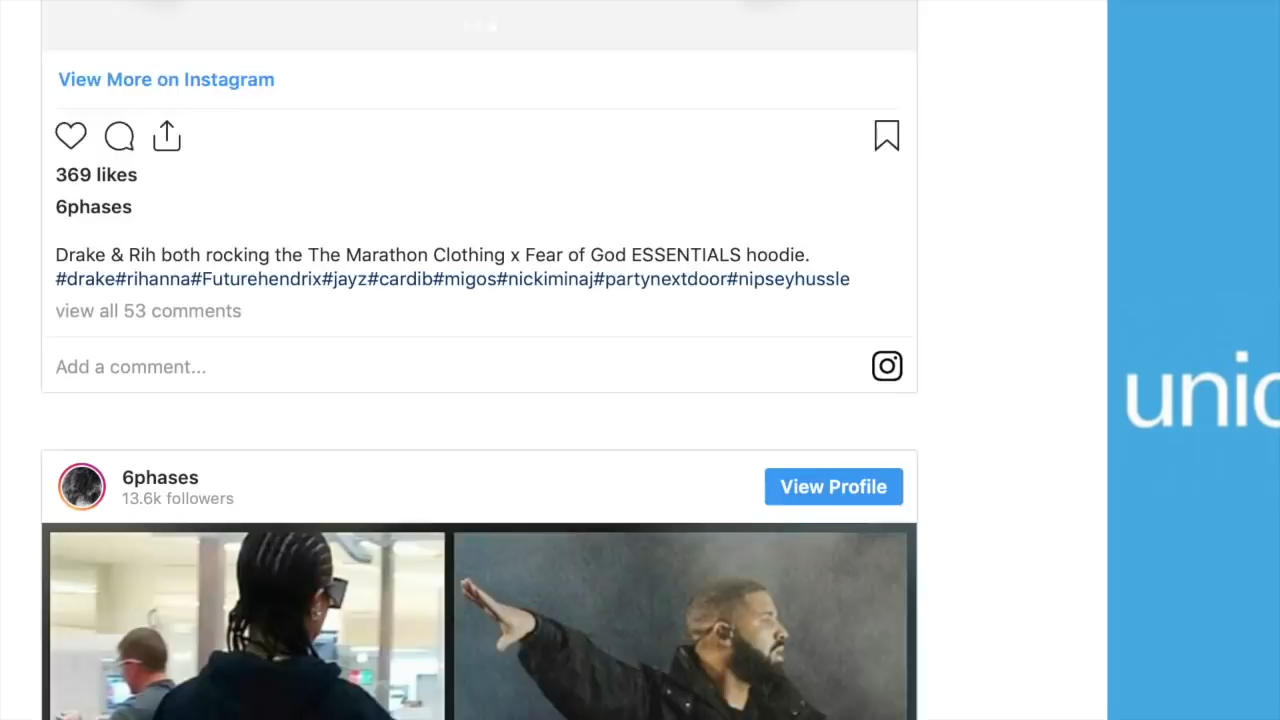 View More on Instagram
369 likes
6phases
Drake & Rih both rocking the The Marathon Clothing x Fear of God ESSENTIALS hoodie.
#drake#rihanna#Futurehendrix#jayz#cardib#migos#nickiminaj#partynextdoor#nipseyhussle
view all 53 comments
Add a comment...
unic
6phases
13.6k followers
View Profile